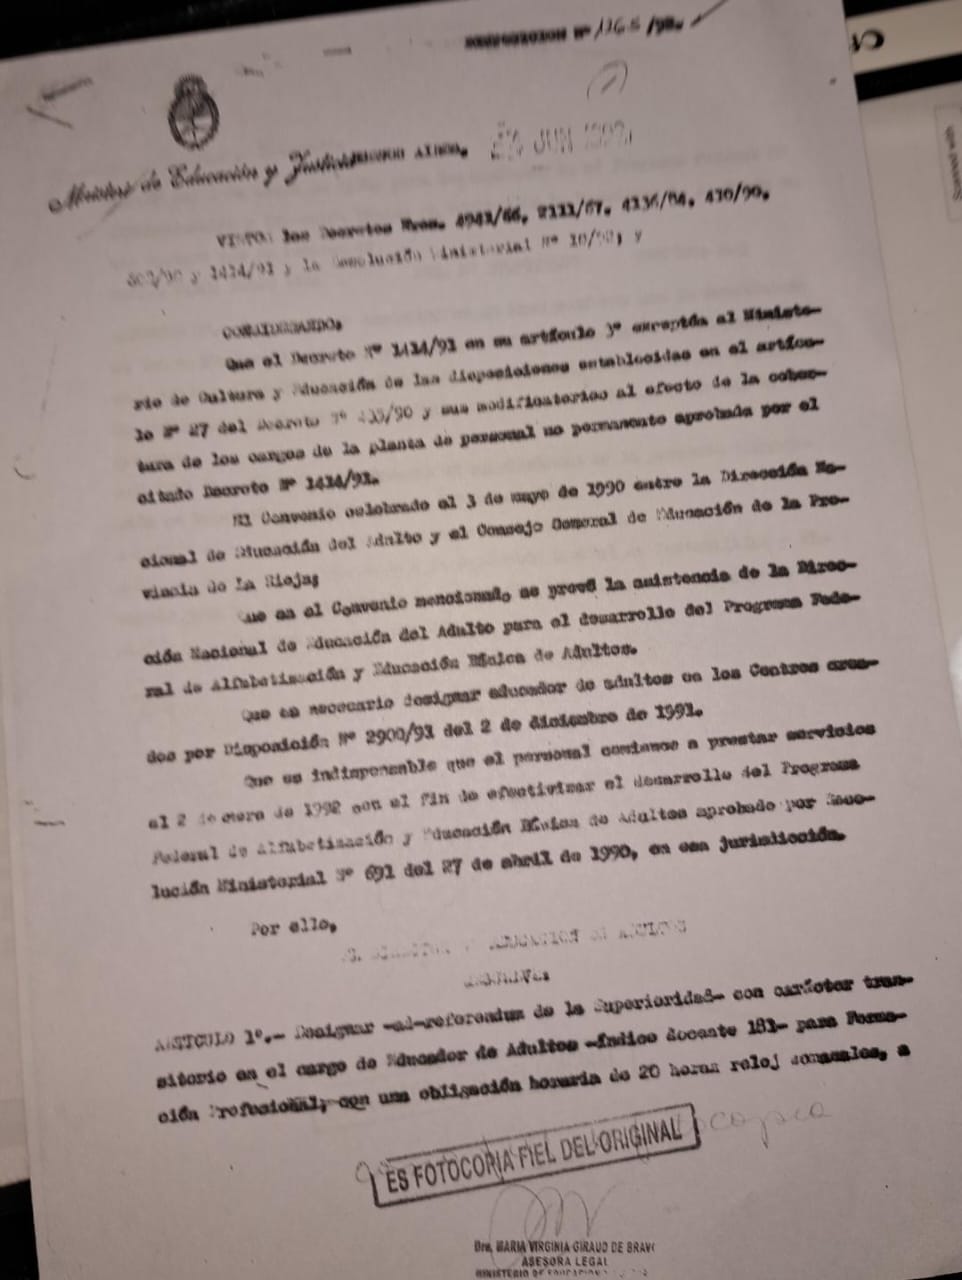 DISPOSICION Nº 1165/92.
Ministerio de Educación y Justicia
BUENOS AIRES, 24 JUN 1992
VISTO: los Decretos Nros. 4941/66, 2111/67, 4136/84, 430/90,
y 1414/91 y la Resolución Ministerial Nº 10/90; y
CONSIDERANDO:
Que el Decreto Nº 1414/91 en su artículo 3º exceptúa al Ministe-
rio de Cultura y Educación de las disposiciones establecidas en el artícu-
lo Nº 27 del Decreto Nº 435/90 y sus modificatorios al efecto de la cober-
tura de los cargos de la planta de personal no permanente aprobada por el
citado Decreto Nº 1414/91.
El Convenio celebrado el 3 de mayo de 1990 entre la Dirección Na-
cional de Educación del Adulto y el Consejo General de Educación de la Pro-
vincia de La Rioja;
Que en el Convenio mencionado, se prevé la asistencia de la Direc-
ción Nacional de Educación del Adulto para el desarrollo del Programa Fede-
ral de Alfabetización y Educación Básica de Adultos.
Que es necesario designar educador de adultos en los Centros crea-
dos por Disposición Nº 2900/91 del 2 de diciembre de 1991.
Que es indispensable que el personal comience a prestar servicios
el 2 de enero de 1992 con el fin de efectivizar el desarrollo del Programa
Federal de Alfabetización y Educación Básica de Adultos aprobado por Reso-
lución Ministerial Nº 691 del 27 de abril de 1990, en esa jurisdicción.
Por ello,
EDUCACION DE ADULTOS
ARTICULO 1º.- Designar -ad-referendum de la Superioridad- con carácter tran-
sitorio en el cargo de Educador de Adultos -índice docente 181- para Forma-
ción Profesional, con una obligación horaria de 20 horas reloj semanales, a
ES FOTOCOPIA FIEL DEL ORIGINAL
Dra. MARIA VIRGINIA GIRAUD DE BRAVO
ASESORA LEGAL
MINISTERIO DE EDUCACION